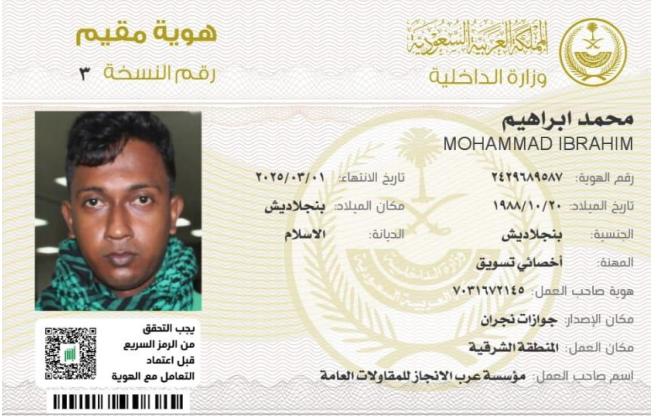 هوية مقيم
رقم النسخة ٣
المملكة العربية السعودية
وزارة الداخلية
محمد ابراهيم
MOHAMMAD IBRAHIM
رقم الهوية: ٢٤٢٩٦٨٩٥٨٧
تاريخ الانتهاء: ٢٠٢٥/٠٣/٠١
تاريخ الميلاد: ١٩٨٨/١٠/٢٠
مكان الميلاد: بنجلاديش
الجنسية: بنجلاديش
الديانة: الاسلام
المهنة: أخصائي تسويق
هوية صاحب العمل: ٧٠٣١٦٧٢١٤٥
مكان الإصدار: جوازات نجران
مكان العمل: المنطقة الشرقية
اسم صاحب العمل: مؤسسة عرب الانجاز للمقاولات العامة
يجب التحقق
من الرمز السريع
قبل اعتماد
التعامل مع الهوية